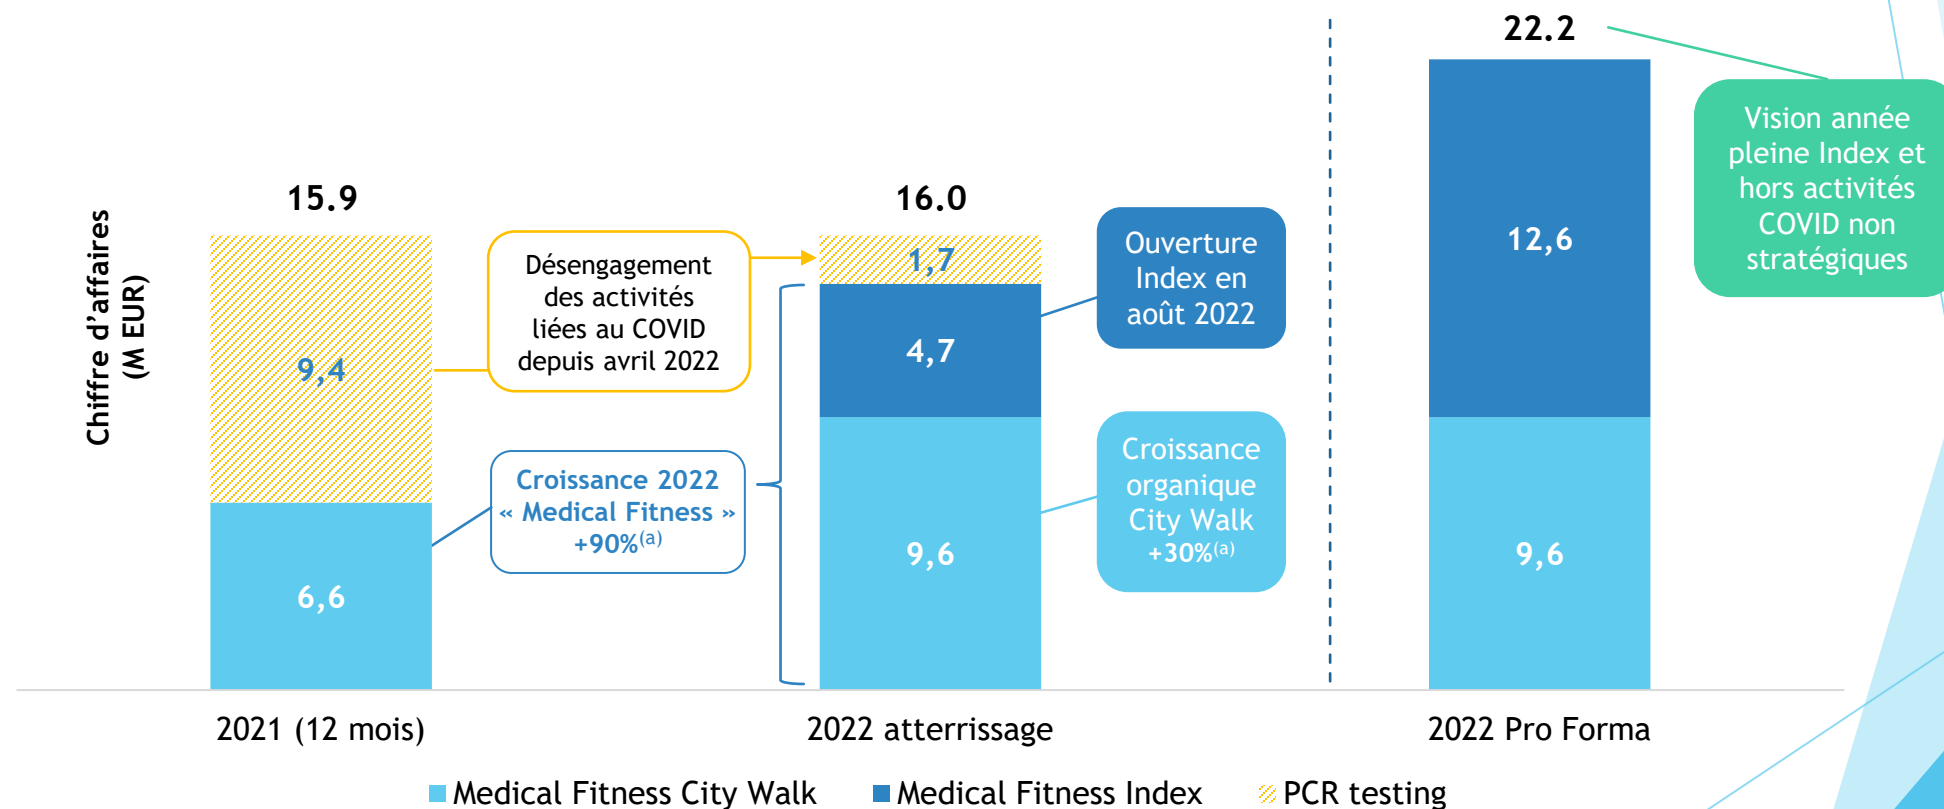 Chiffre d'affaires
(M EUR)
15.9
9,4
6,6
Désengagement
des activités
liées au COVID
depuis avril 2022
Croissance 2022
« Medical Fitness »
+90%(a)
16.0
1,7
4,7
9,6
Ouverture
Index en
août 2022
Croissance
organique
City Walk
+30%(a)
22.2
12,6
9,6
Vision année
pleine Index et
hors activités
COVID non
stratégiques
2021 (12 mois)
2022 atterrissage
2022 Pro Forma
Medical Fitness City Walk
Medical Fitness Index
PCR testing